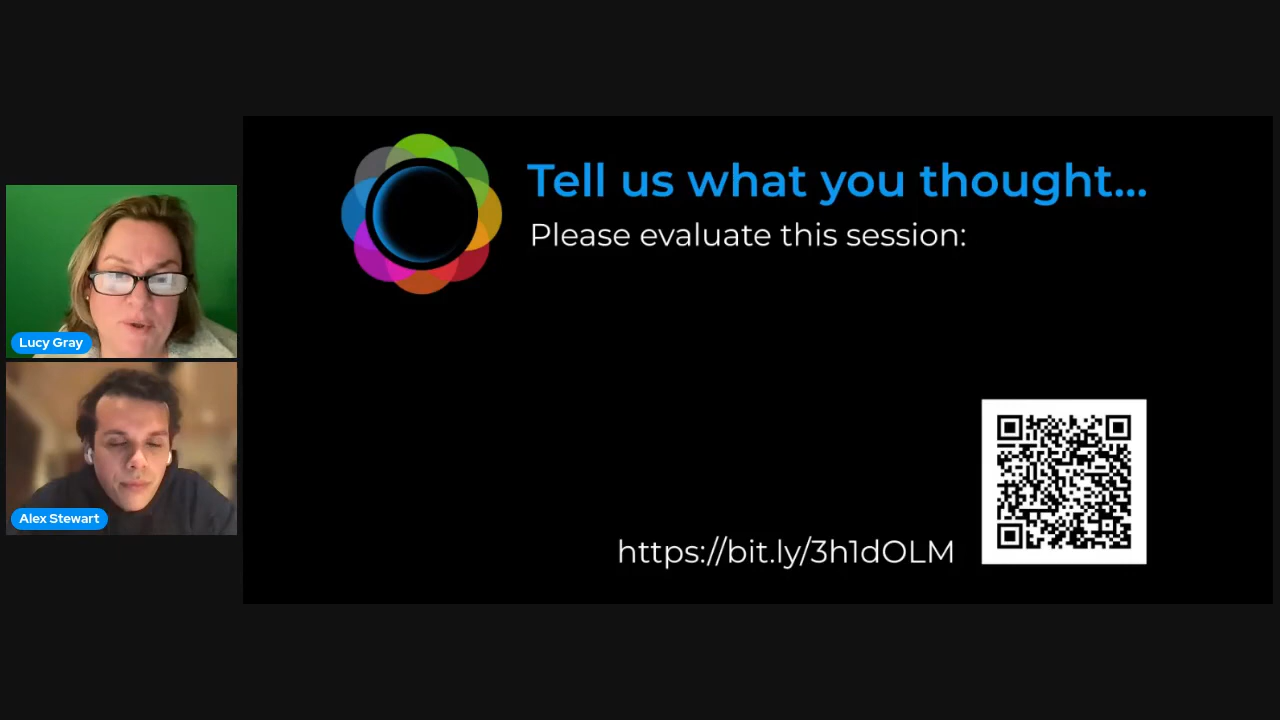 Tell us what you thought...
Please evaluate this session:
Lucy Gray
Alex Stewart
https://bit.ly/3h1dOLM